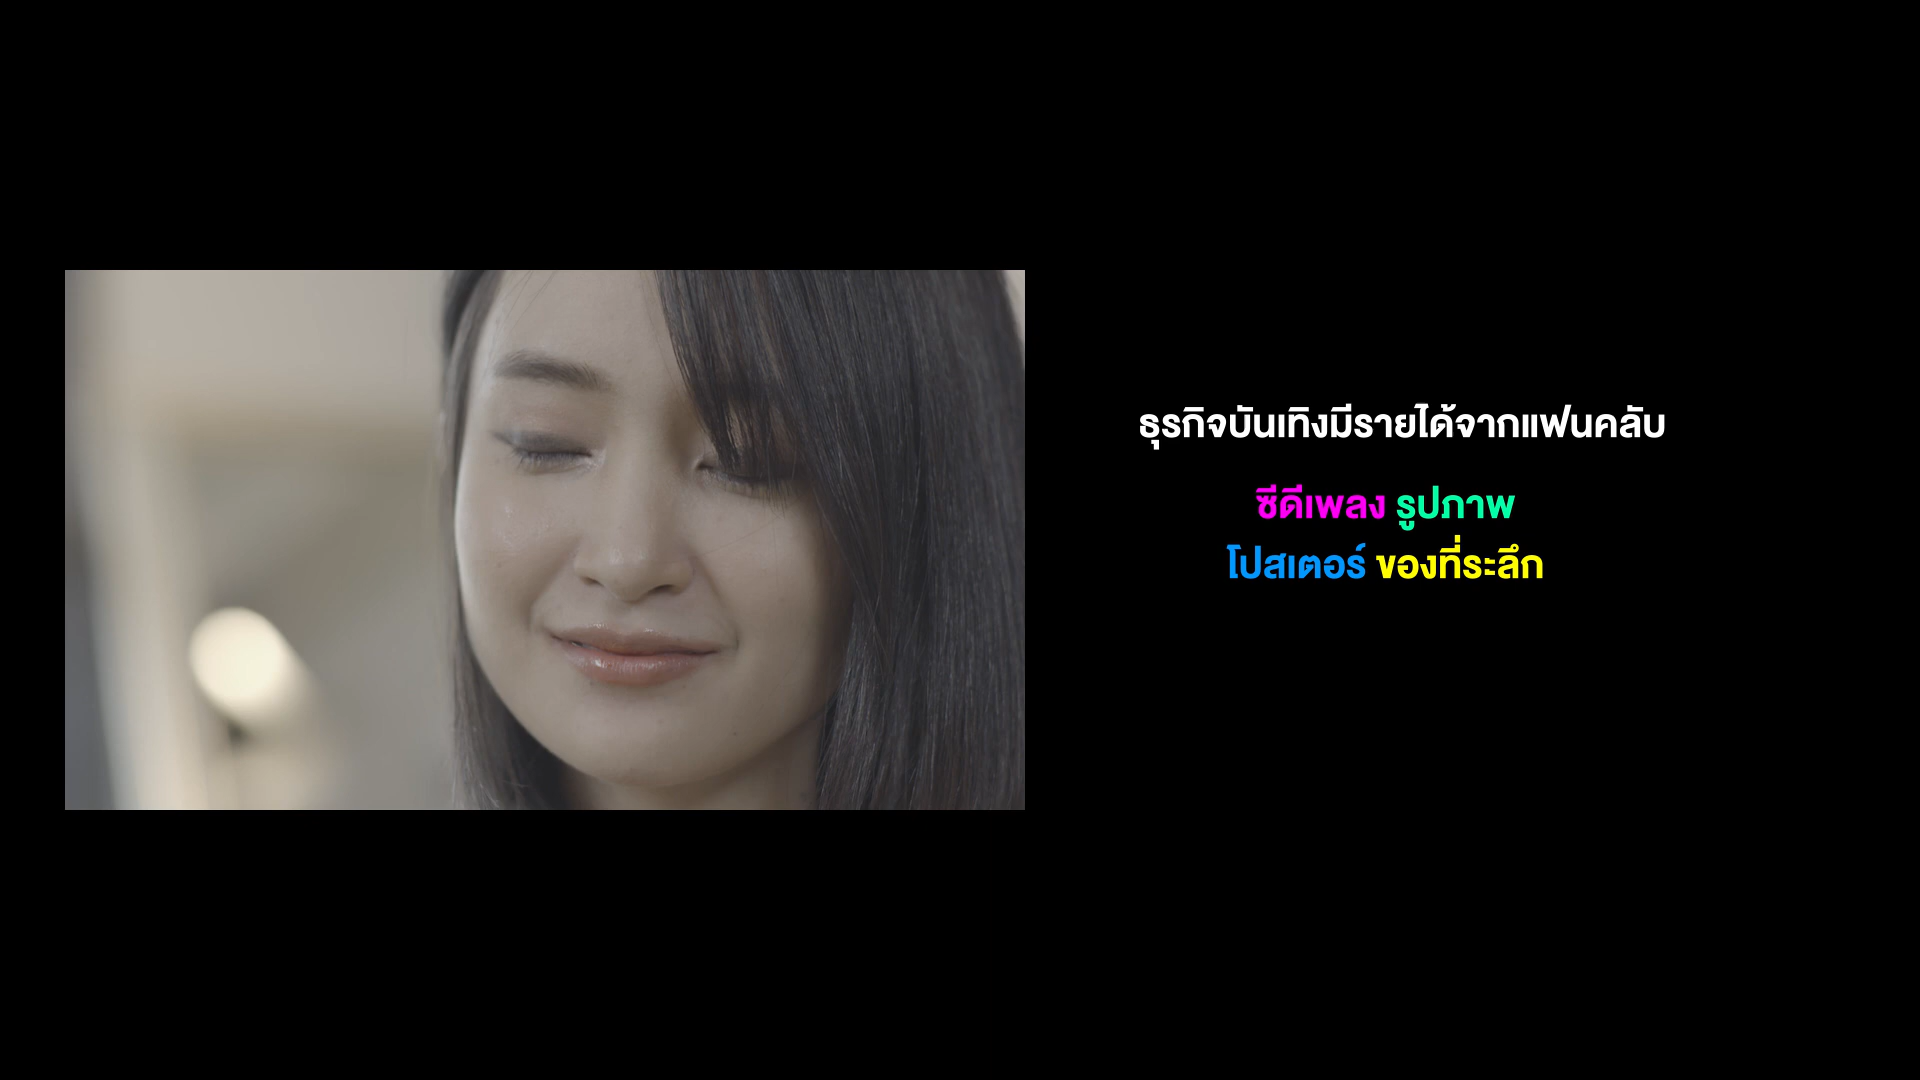 ธุรกิจบันเทิงมีรายได้จากแฟนคลับ
ซีดีเพลง รูปภาพ
โปสเตอร์ ของที่ระลึก